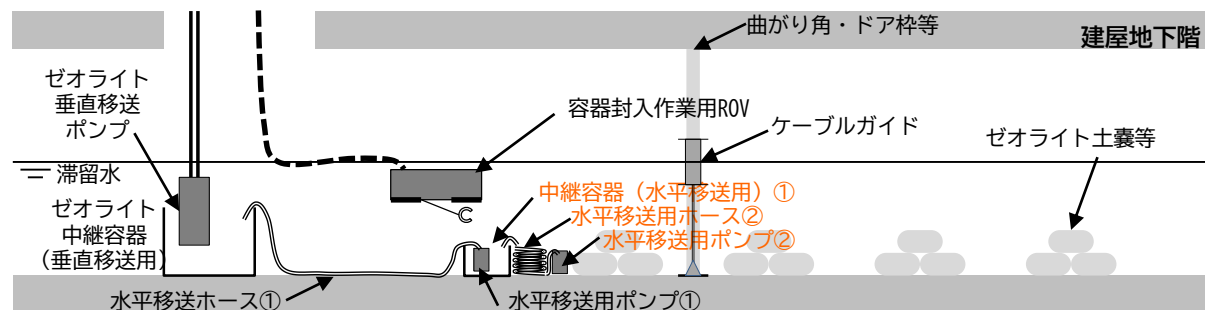 曲がり角・ドア枠等
建屋地下階
ゼオライト
垂直移送
ポンプ
容器封入作業用ROV
ケーブルガイド
ゼオライト土嚢等
滞留水
ゼオライト
中継容器
（垂直移送用）
中継容器（水平移送用）①
水平移送用ホース②
水平移送用ポンプ②
水平移送ホース①
水平移送用ポンプ①